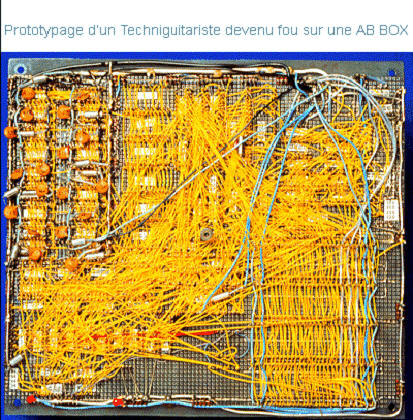 Prototypage d'un Techniguitariste devenu fou sur une AB BOX